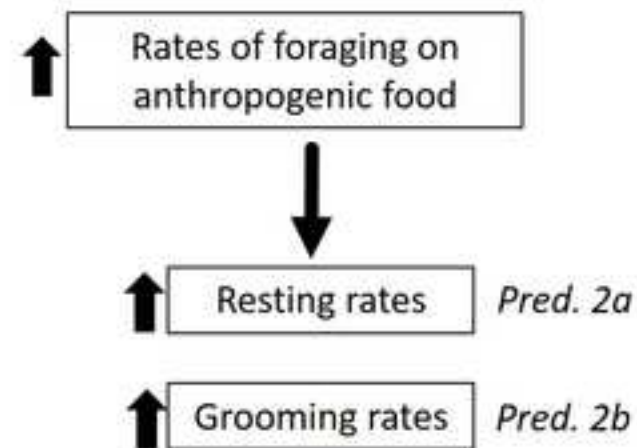 Rates of foraging on
anthropogenic food
Resting rates Pred. 2a
Grooming rates Pred. 2b